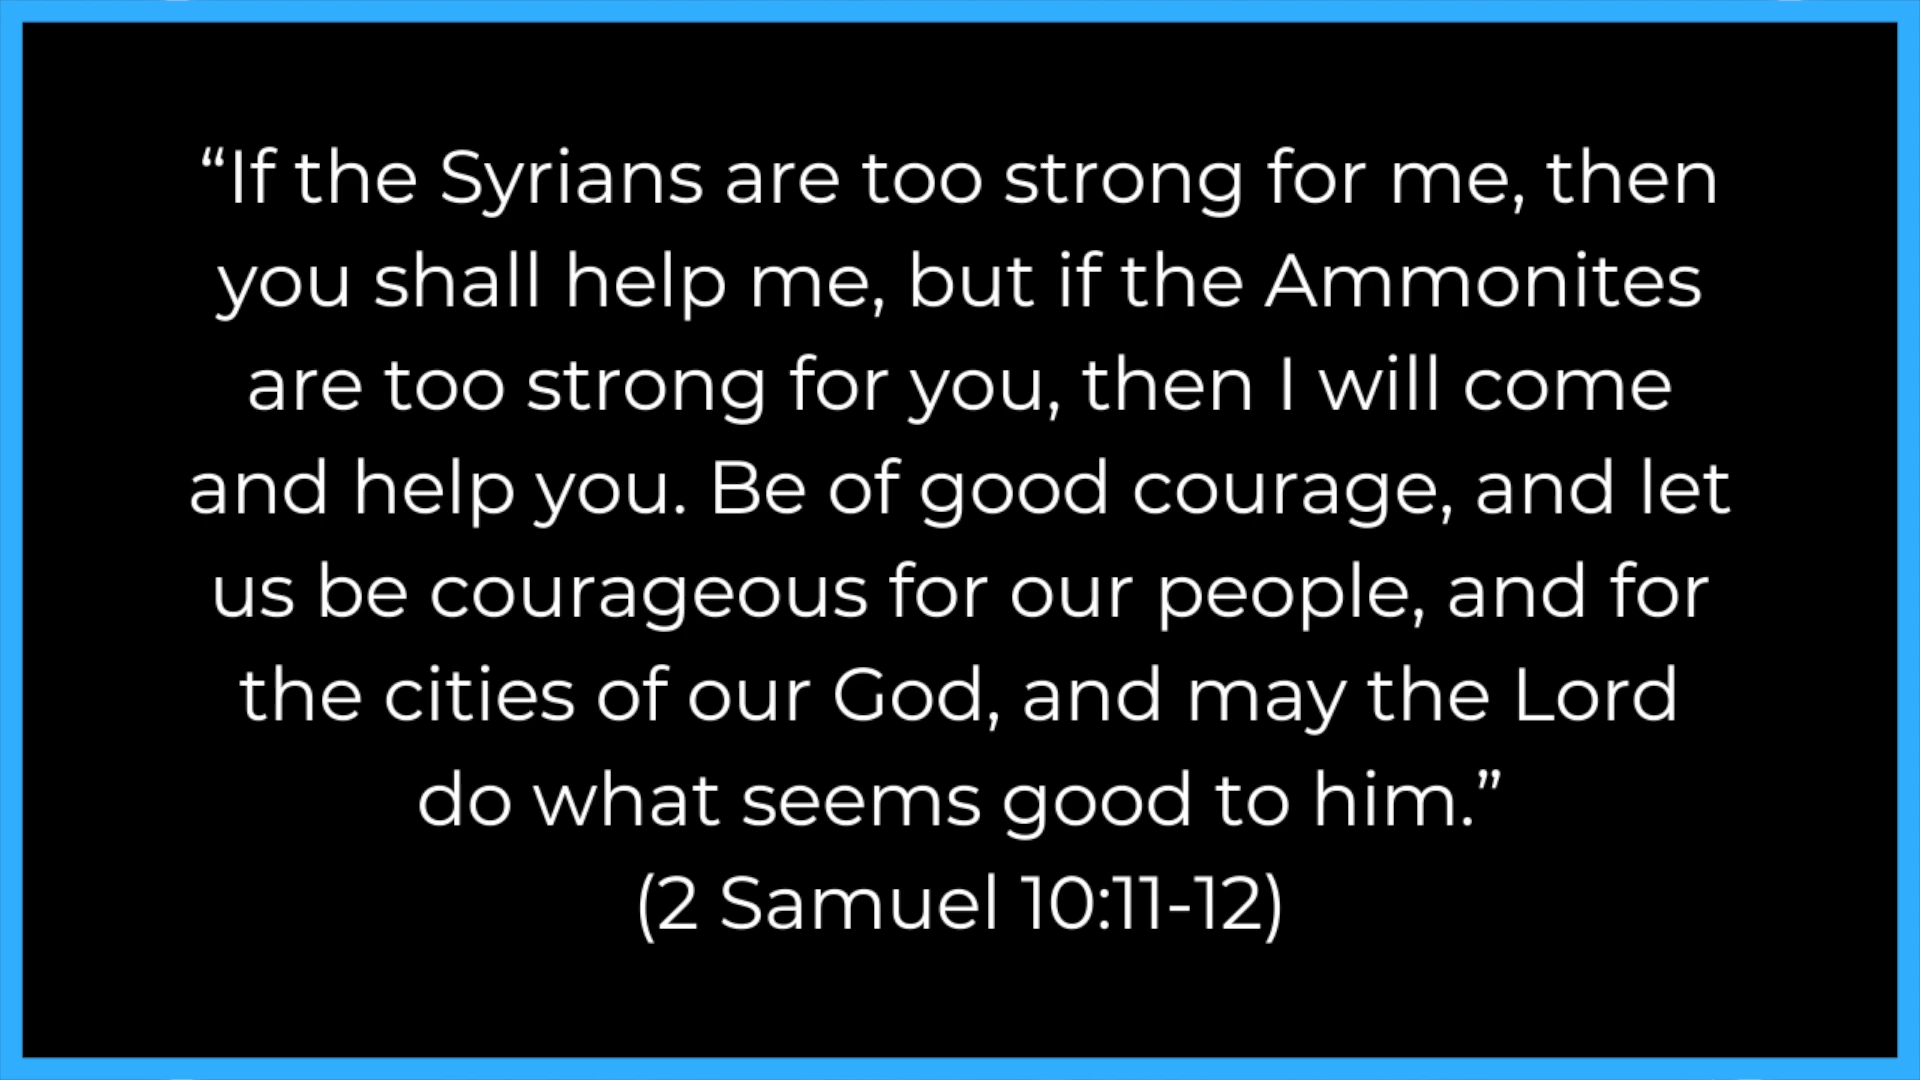 “If the Syrians are too strong for me, then
you shall help me, but if the Ammonites
are too strong for you, then I will come
and help you. Be of good courage, and let
us be courageous for our people, and for
the cities of our God, and may the Lord
do what seems good to him.”
(2 Samuel 10:11-12)